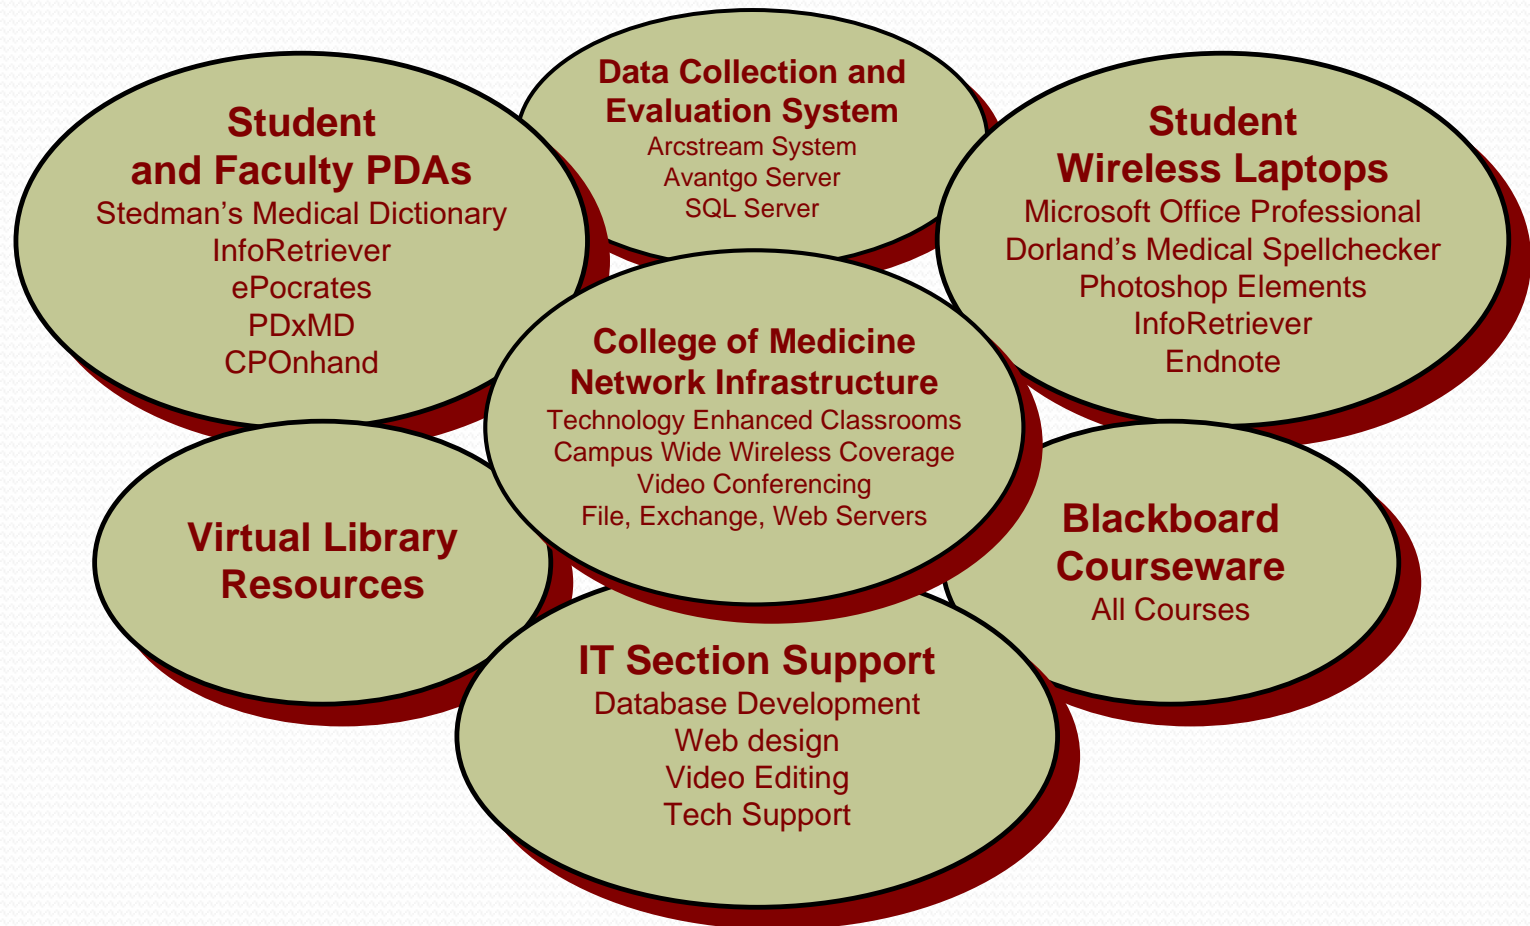 Data Collection and
Evaluation System
Arcstream System
Avantgo Server
SQL Server
Student
and Faculty PDAs
Stedman’s Medical Dictionary
InfoRetriever
ePocrates
PDxMD
CPOnhand
Student
Wireless Laptops
Microsoft Office Professional
Dorland’s Medical Spellchecker
Photoshop Elements
InfoRetriever
Endnote
College of Medicine
Network Infrastructure
Technology Enhanced Classrooms
Campus Wide Wireless Coverage
Video Conferencing
File, Exchange, Web Servers
Virtual Library
Resources
Blackboard
Courseware
All Courses
IT Section Support
Database Development
Web design
Video Editing
Tech Support